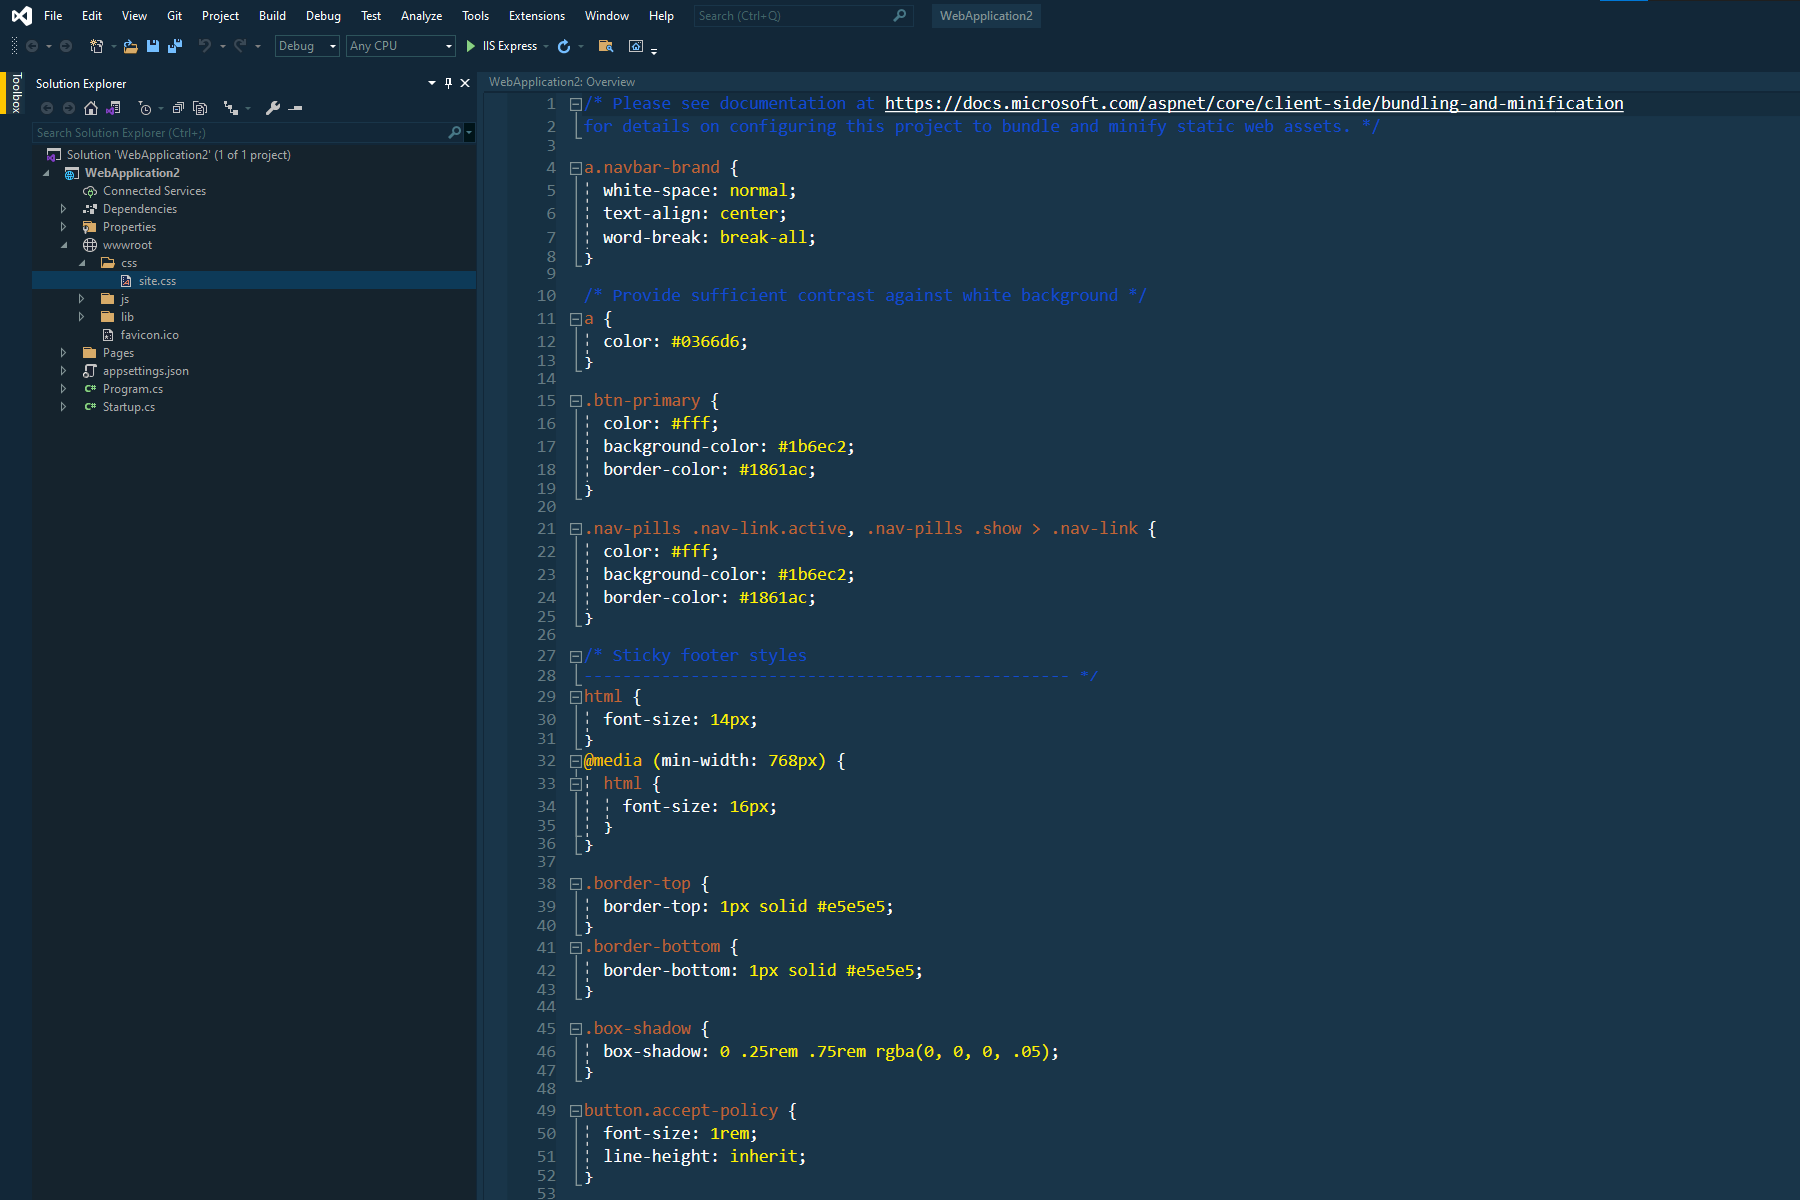 File Edit View Git Project Build Debug Test Analyze Tools Extensions Window Help Search (Ctrl+Q) WebApplication2
Debug Any CPU IIS Express
Toolbox
Solution Explorer
Search Solution Explorer (Ctrl+;)
Solution 'WebApplication2' (1 of 1 project)
WebApplication2
Connected Services
Dependencies
Properties
wwwroot
css
site.css
js
lib
favicon.ico
Pages
appsettings.json
C# Program.cs
C# Startup.cs
WebApplication2: Overview
1 /* Please see documentation at https://docs.microsoft.com/aspnet/core/client-side/bundling-and-minification
2 for details on configuring this project to bundle and minify static web assets. */
3
4 a.navbar-brand {
5 white-space: normal;
6 text-align: center;
7 word-break: break-all;
8 }
9
10 /* Provide sufficient contrast against white background */
11 a {
12 color: #0366d6;
13 }
14
15 .btn-primary {
16 color: #fff;
17 background-color: #1b6ec2;
18 border-color: #1861ac;
19 }
20
21 .nav-pills .nav-link.active, .nav-pills .show > .nav-link {
22 color: #fff;
23 background-color: #1b6ec2;
24 border-color: #1861ac;
25 }
26
27 /* Sticky footer styles
28 -------------------------------------------------- */
29 html {
30 font-size: 14px;
31 }
32 @media (min-width: 768px) {
33 html {
34 font-size: 16px;
35 }
36 }
37
38 .border-top {
39 border-top: 1px solid #e5e5e5;
40 }
41 .border-bottom {
42 border-bottom: 1px solid #e5e5e5;
43 }
44
45 .box-shadow {
46 box-shadow: 0 .25rem .75rem rgba(0, 0, 0, .05);
47 }
48
49 button.accept-policy {
50 font-size: 1rem;
51 line-height: inherit;
52 }
53